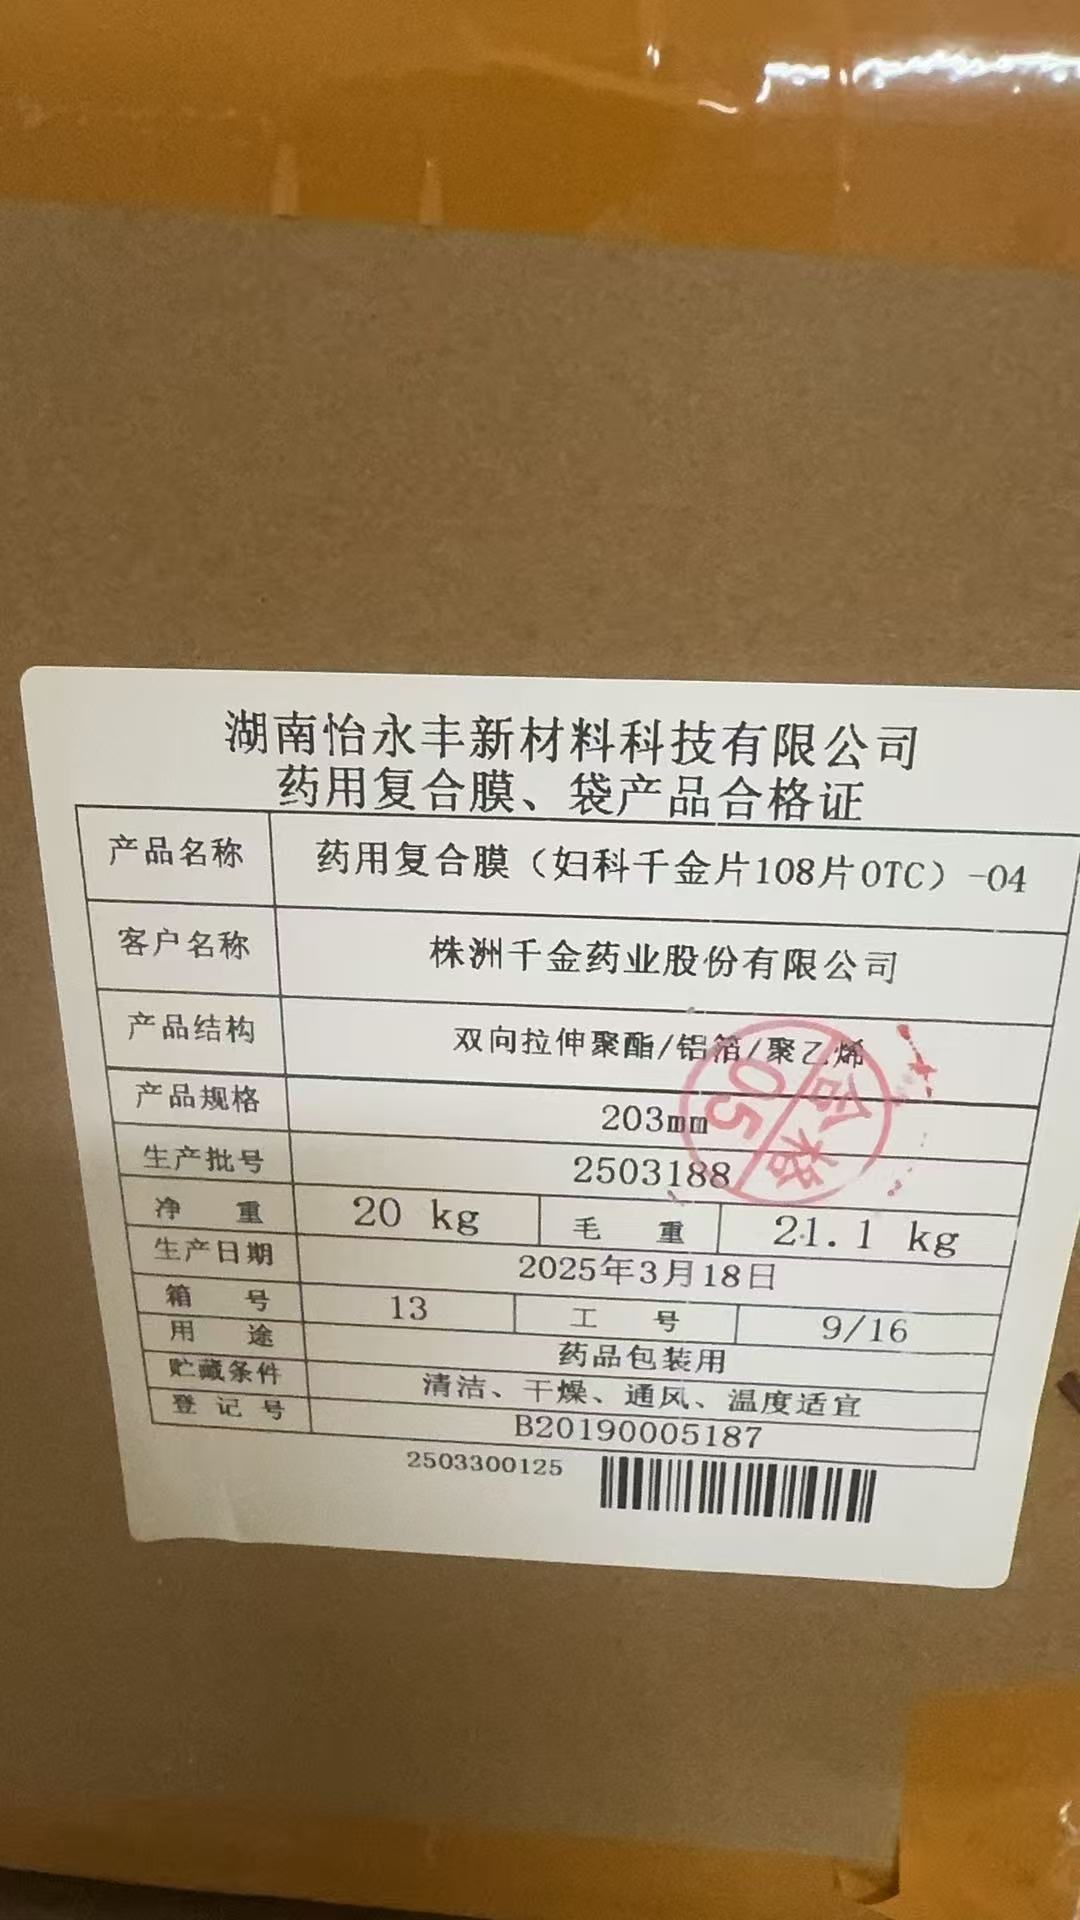 湖南怡永丰新材料科技有限公司
药用复合膜、袋产品合格证
产品名称 药用复合膜（妇科千金片108片OTC）-04
客户名称 株洲千金药业股份有限公司
产品结构 双向拉伸聚酯/铝箔/聚乙烯
产品规格 203mm
生产批号 2503188
净 重 20 kg 毛 重 21.1 kg
生产日期 2025年3月18日
箱 号 13 工 号 9/16
用 途 药品包装用
贮藏条件 清洁、干燥、通风、温度适宜
登记号 B20190005187
2503300125
合格
05